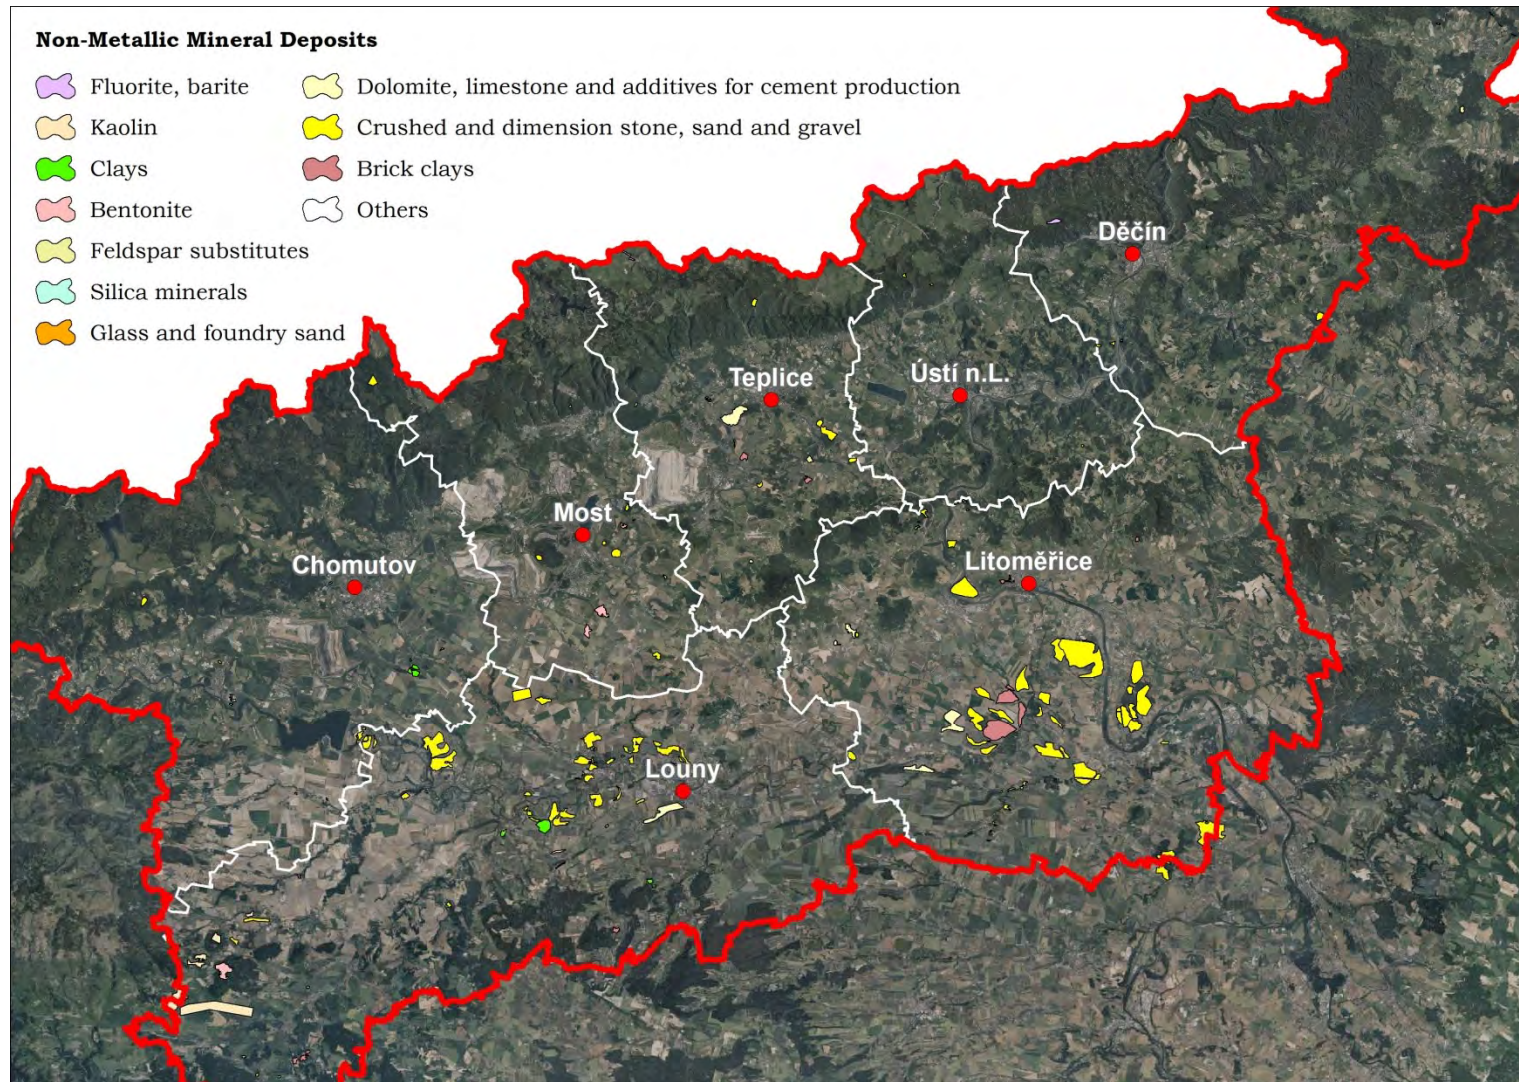 Non-Metallic Mineral Deposits
Fluorite, barite
Kaolin
Clays
Bentonite
Feldspar substitutes
Silica minerals
Glass and foundry sand
Dolomite, limestone and additives for cement production
Crushed and dimension stone, sand and gravel
Brick clays
Others
Děčín
Teplice
Ústí n.L.
Most
Chomutov
Litoměřice
Louny